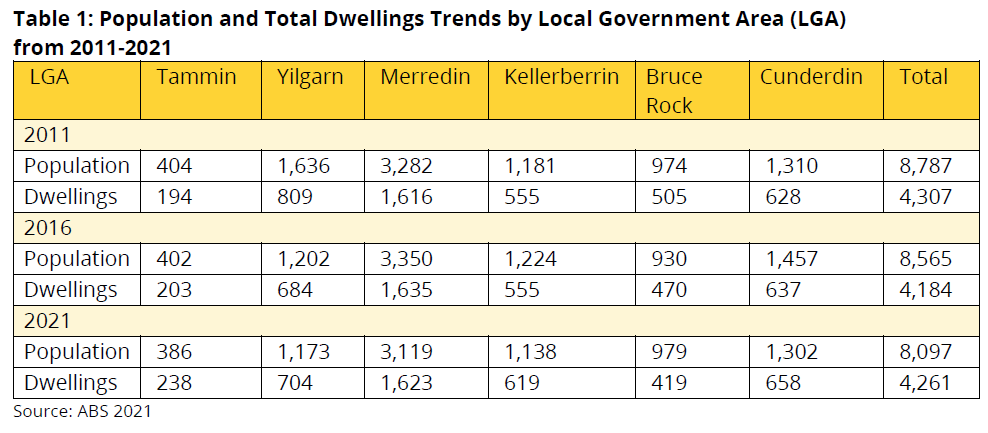 Table 1: Population and Total Dwellings Trends by Local Government Area (LGA)
from 2011-2021
LGA Tammin Yilgarn Merredin Kellerberrin Bruce Rock Cunderdin Total
2011
Population 404 1,636 3,282 1,181 974 1,310 8,787
Dwellings 194 809 1,616 555 505 628 4,307
2016
Population 402 1,202 3,350 1,224 930 1,457 8,565
Dwellings 203 684 1,635 555 470 637 4,184
2021
Population 386 1,173 3,119 1,138 979 1,302 8,097
Dwellings 238 704 1,623 619 419 658 4,261
Source: ABS 2021